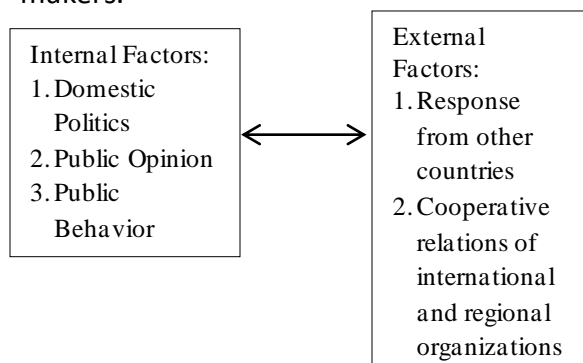 makers.
Internal Factors:
1. Domestic
Politics
2. Public Opinion
3. Public
Behavior
External
Factors:
1. Response
from other
countries
2. Cooperative
relations of
international
and regional
organizations